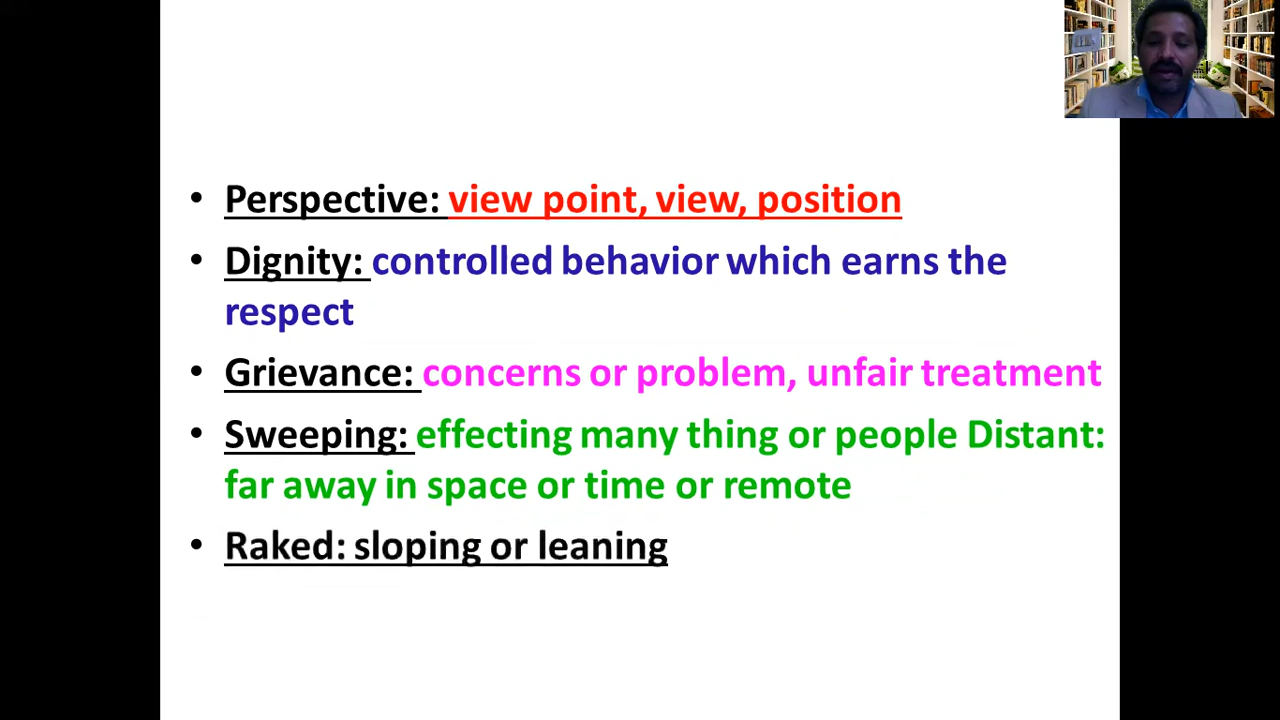 • Perspective: view point, view, position
• Dignity: controlled behavior which earns the
respect
• Grievance: concerns or problem, unfair treatment
• Sweeping: effecting many thing or people Distant:
far away in space or time or remote
• Raked: sloping or leaning